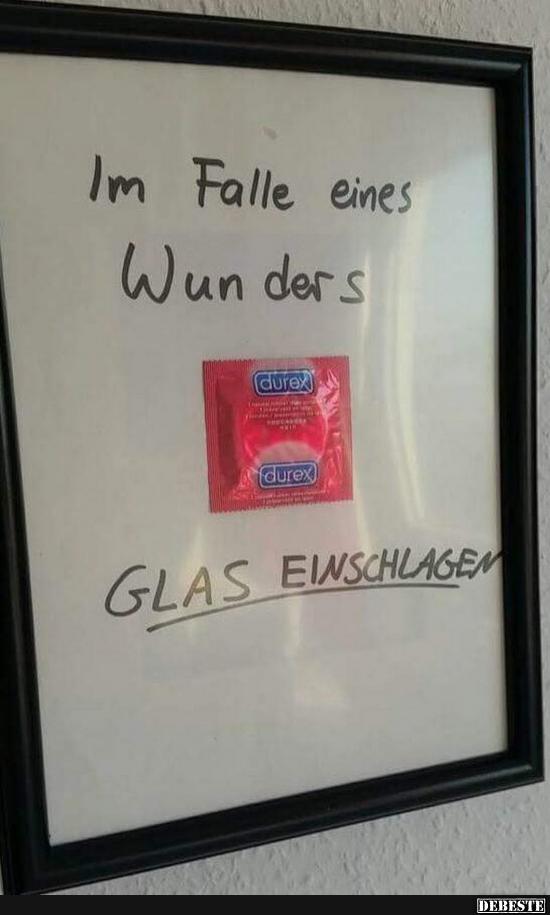 Im Falle eines
Wunders
durex
durex
GLAS EINSCHLAGEN
DEBESTE